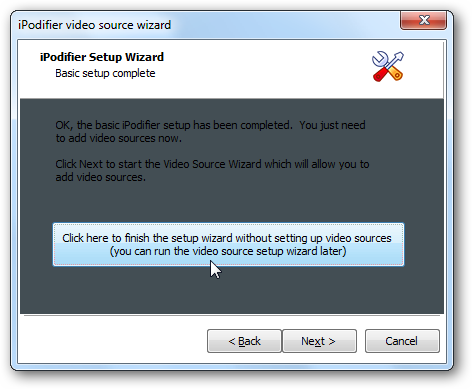 iPodifier video source wizard
iPodifier Setup Wizard
Basic setup complete
OK, the basic iPodifier setup has been completed. You just need
to add video sources now.
Click Next to start the Video Source Wizard which will allow you to
add video sources.
Click here to finish the setup wizard without setting up video sources
(you can run the video source setup wizard later)
< Back Next > Cancel